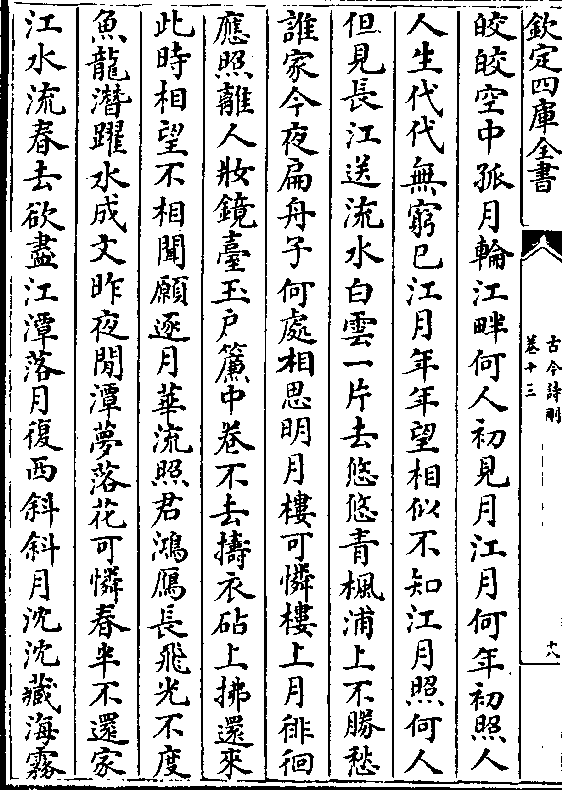 欽定四庫全書
古今詩刪
卷十三
十八
皎皎空中孤月輪江畔何人初見月江月何年初照人
人生代代無窮已江月年年望相似不知江月照何人
但見長江送流水白雲一片去悠悠青楓浦上不勝愁
誰家今夜扁舟子何處相思明月樓可憐樓上月徘徊
應照離人妝鏡臺玉戶簾中卷不去擣衣砧上拂還來
此時相望不相聞願逐月華流照君鴻鴈長飛光不度
魚龍潛躍水成文昨夜閒潭夢落花可憐春半不還家
江水流春去欲盡江潭落月復西斜斜月沈沈藏海霧